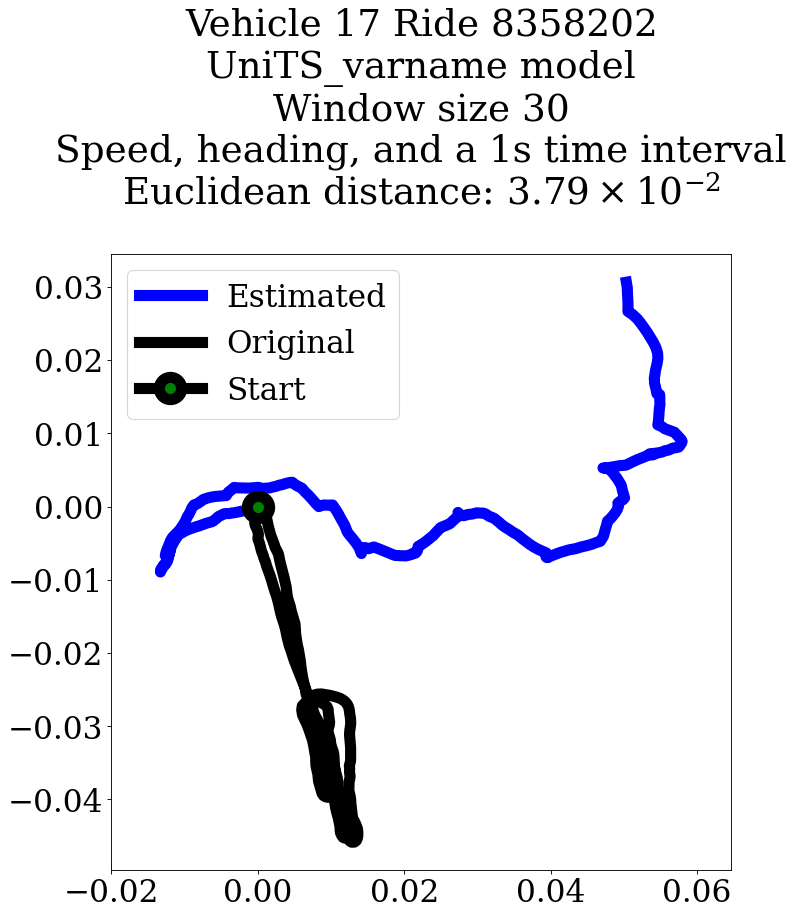 Vehicle 17 Ride 8358202
UniTS_varname model
Window size 30
Speed, heading, and a 1s time interval
Euclidean distance: 3.79 × 10⁻²
Estimated
Original
Start
0.03
0.02
0.01
0.00
−0.01
−0.02
−0.03
−0.04
−0.02 0.00 0.02 0.04 0.06